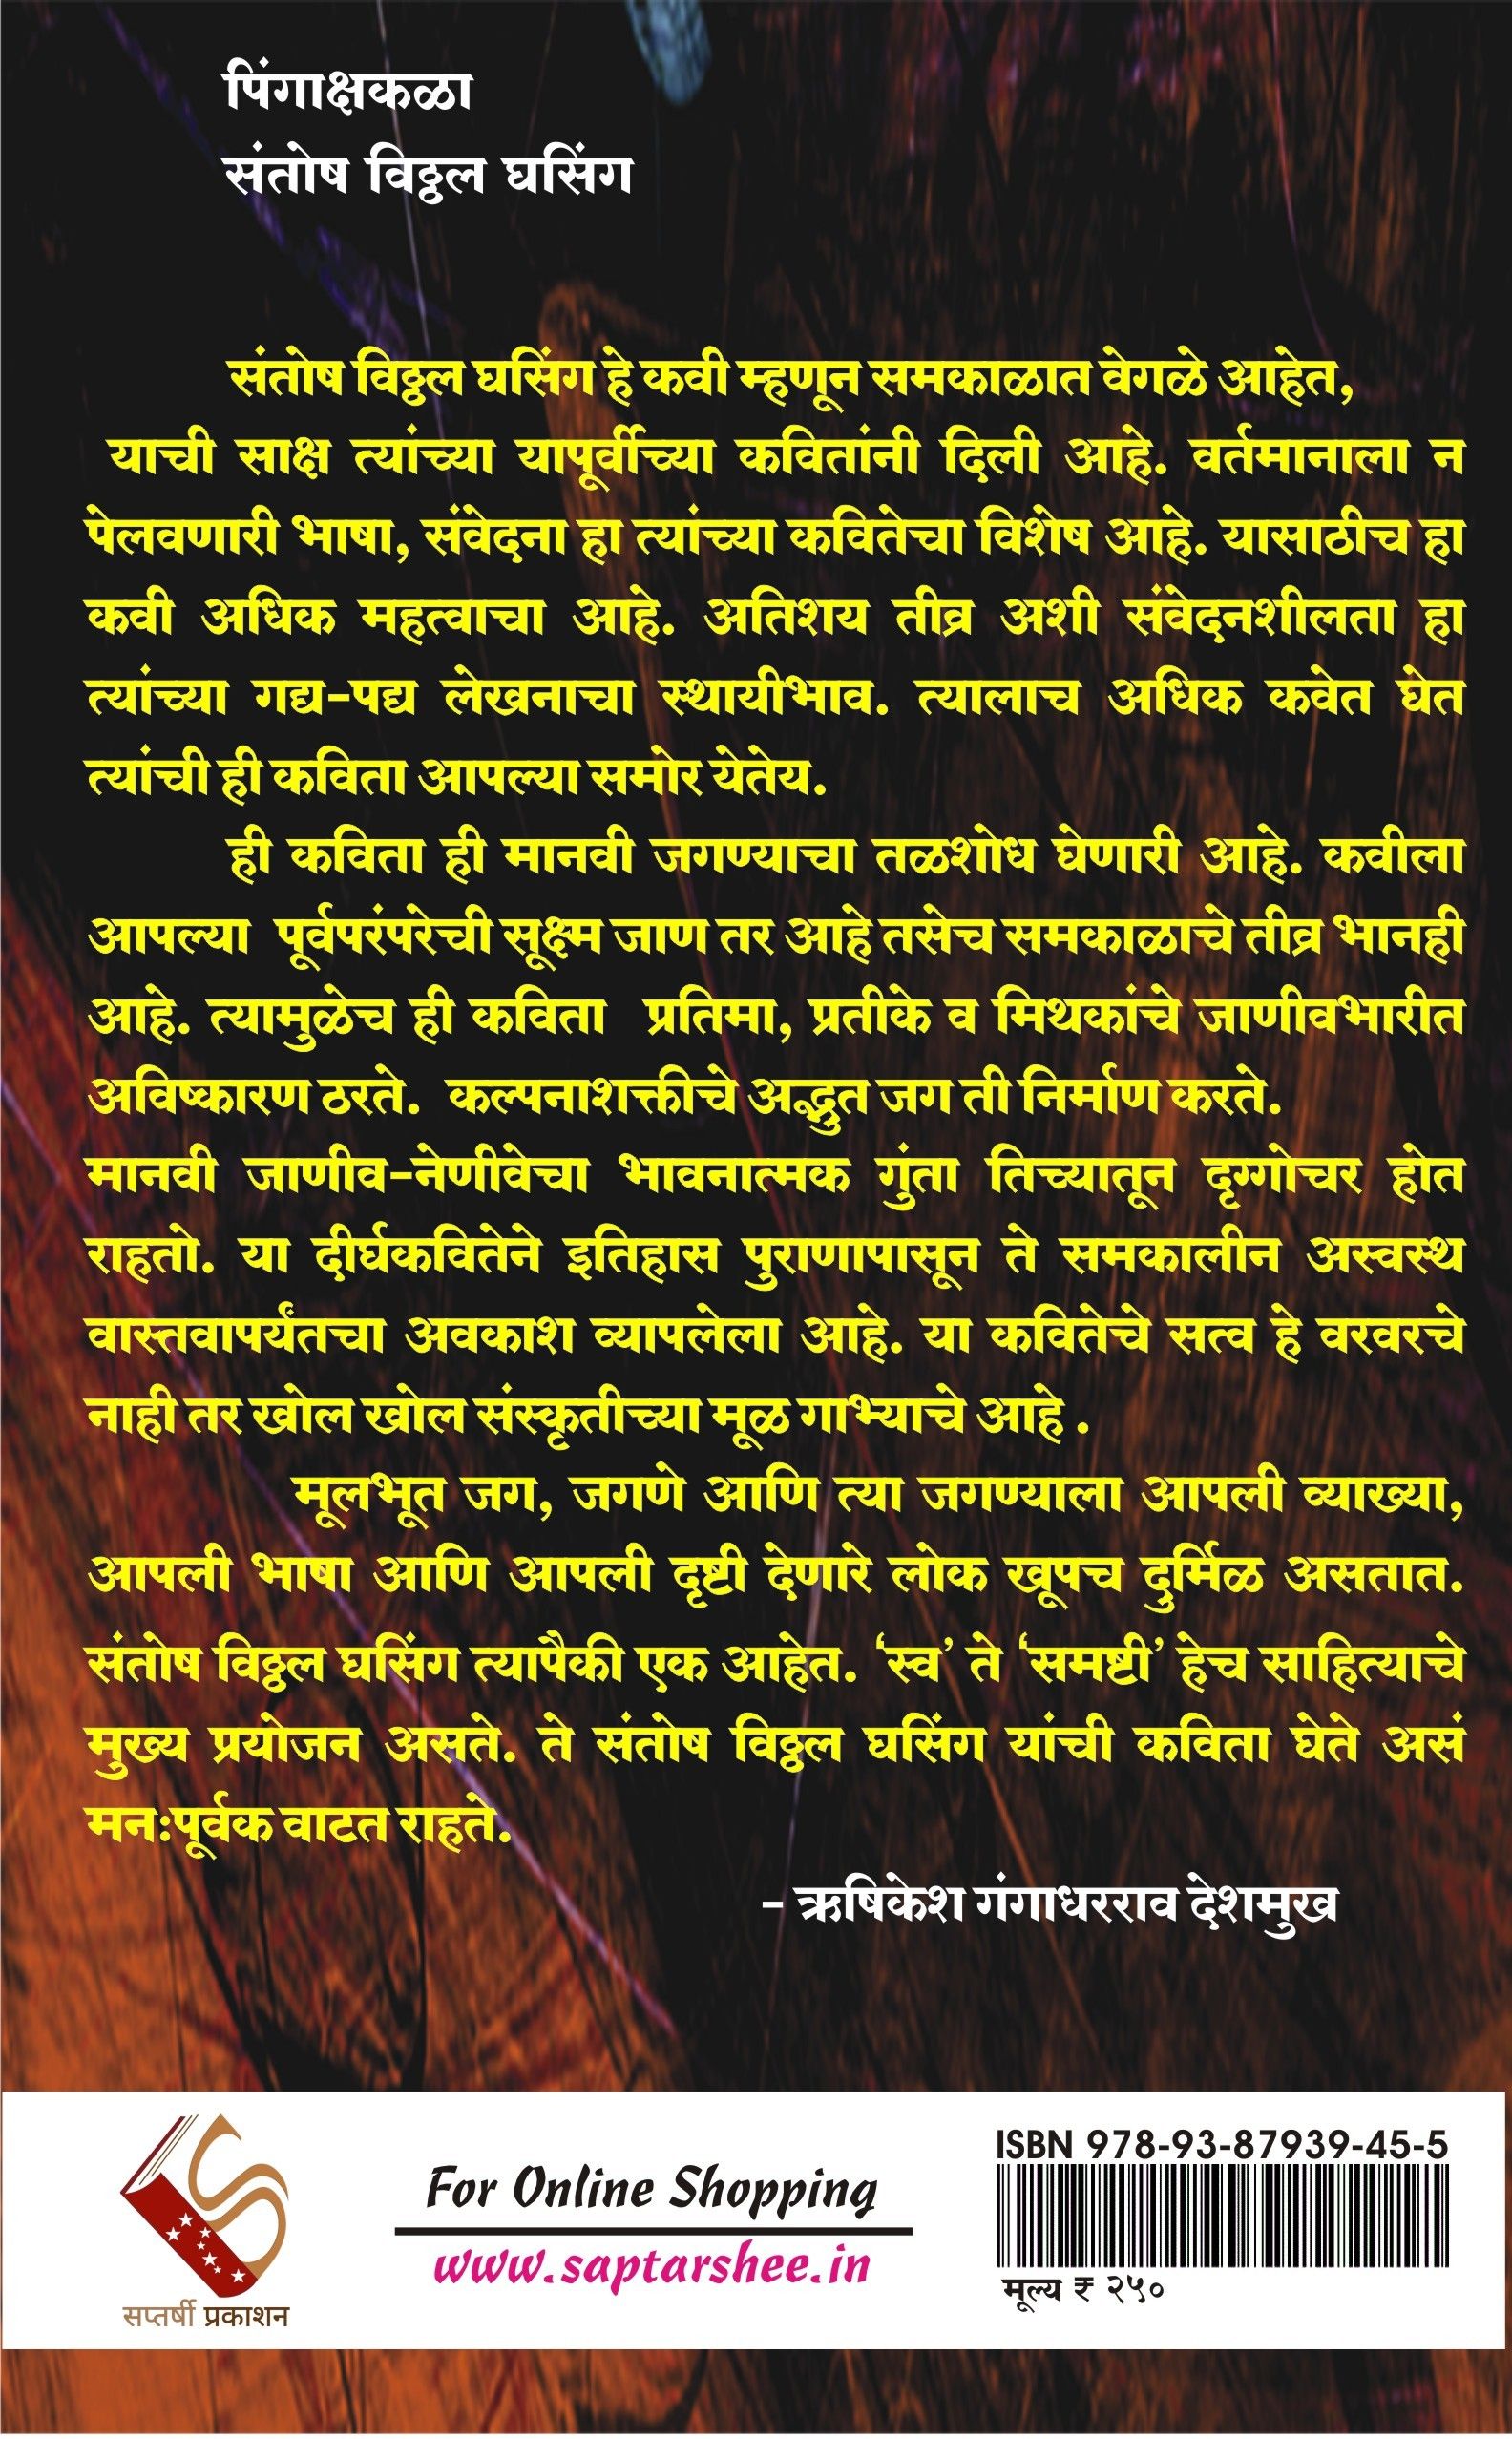 पिंगाक्षकळा
संतोष विठ्ठल घसिंग
संतोष विठ्ठल घसिंग हे कवी म्हणून समकाळात वेगळे आहेत,
याची साक्ष त्यांच्या यापूर्वीच्या कवितांनी दिली आहे. वर्तमानाला न
पेलवणारी भाषा, संवेदना हा त्यांच्या कवितेचा विशेष आहे. यासाठीच हा
कवी अधिक महत्वाचा आहे. अतिशय तीव्र अशी संवेदनशीलता हा
त्यांच्या गद्य-पद्य लेखनाचा स्थायीभाव. त्यालाच अधिक कवेत घेत
त्यांची ही कविता आपल्या समोर येतेय.
ही कविता ही मानवी जगण्याचा तळशोध घेणारी आहे. कवीला
आपल्या पूर्वपरंपरेची सूक्ष्म जाण तर आहे तसेच समकाळाचे तीव्र भानही
आहे. त्यामुळेच ही कविता प्रतिमा, प्रतीके व मिथकांचे जाणीवभारीत
अविष्कारण ठरते. कल्पनाशक्तीचे अद्भुत जग ती निर्माण करते.
मानवी जाणीव-नेणीवेचा भावनात्मक गुंता तिच्यातून दृग्गोचर होत
राहतो. या दीर्घकवितेने इतिहास पुराणापासून ते समकालीन अस्वस्थ
वास्तवापर्यंतचा अवकाश व्यापलेला आहे. या कवितेचे सत्व हे वरवरचे
नाही तर खोल खोल संस्कृतीच्या मूळ गाभ्याचे आहे .
मूलभूत जग, जगणे आणि त्या जगण्याला आपली व्याख्या,
आपली भाषा आणि आपली दृष्टी देणारे लोक खूपच दुर्मिळ असतात.
संतोष विठ्ठल घसिंग त्यापैकी एक आहेत. ‘स्व’ ते ‘समष्टी’ हेच साहित्याचे
मुख्य प्रयोजन असते. ते संतोष विठ्ठल घसिंग यांची कविता घेते असं
मनःपूर्वक वाटत राहते.
- ऋषिकेश गंगाधरराव देशमुख
सप्तर्षी प्रकाशन
For Online Shopping
www.saptarshee.in
ISBN 978-93-87939-45-5
मूल्य ₹ २५०